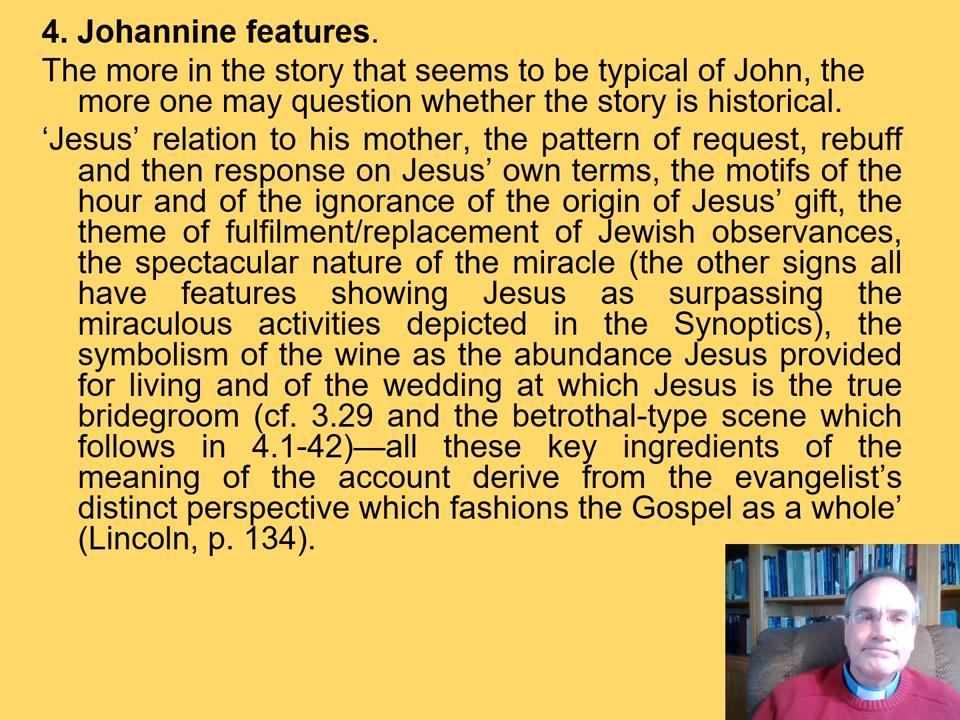 4. Johannine features.
The more in the story that seems to be typical of John, the
more one may question whether the story is historical.
‘Jesus’ relation to his mother, the pattern of request, rebuff
and then response on Jesus’ own terms, the motifs of the
hour and of the ignorance of the origin of Jesus’ gift, the
theme of fulfilment/replacement of Jewish observances,
the spectacular nature of the miracle (the other signs all
have features showing Jesus as surpassing the
miraculous activities depicted in the Synoptics), the
symbolism of the wine as the abundance Jesus provided
for living and of the wedding at which Jesus is the true
bridegroom (cf. 3.29 and the betrothal-type scene which
follows in 4.1-42)—all these key ingredients of the
meaning of the account derive from the evangelist’s
distinct perspective which fashions the Gospel as a whole’
(Lincoln, p. 134).